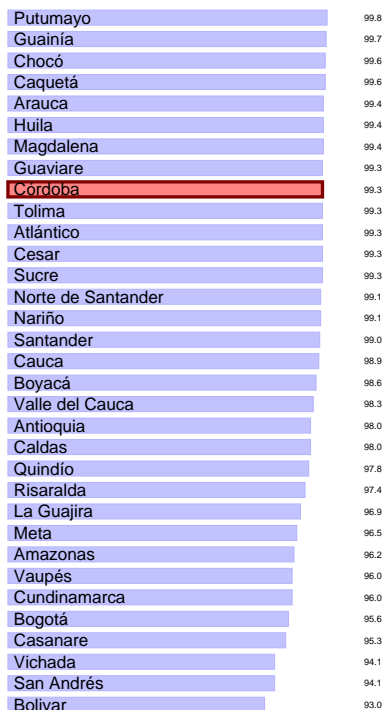 Putumayo 99.8
Guainía 99.7
Chocó 99.6
Caquetá 99.6
Arauca 99.4
Huila 99.4
Magdalena 99.4
Guaviare 99.3
Córdoba 99.3
Tolima 99.3
Atlántico 99.3
Cesar 99.3
Sucre 99.3
Norte de Santander 99.1
Nariño 99.1
Santander 99.0
Cauca 98.9
Boyacá 98.6
Valle del Cauca 98.3
Antioquia 98.0
Caldas 98.0
Quindío 97.8
Risaralda 97.4
La Guajira 96.9
Meta 96.5
Amazonas 96.2
Vaupés 96.0
Cundinamarca 96.0
Bogotá 95.6
Casanare 95.3
Vichada 94.1
San Andrés 94.1
Bolivar 93.0